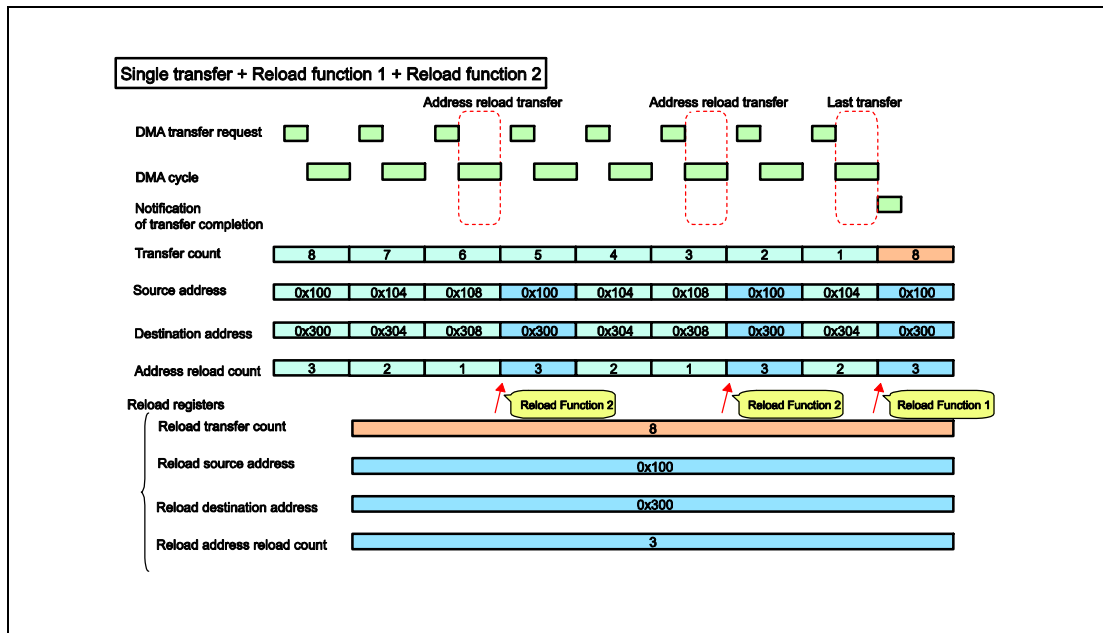 Single transfer + Reload function 1 + Reload function 2
Address reload transfer Address reload transfer Last transfer
DMA transfer request
DMA cycle
Notification
of transfer completion
Transfer count 8 7 6 5 4 3 2 1 8
Source address 0x100 0x104 0x108 0x100 0x104 0x108 0x100 0x104 0x100
Destination address 0x300 0x304 0x308 0x300 0x304 0x308 0x300 0x304 0x300
Address reload count 3 2 1 3 2 1 3 2 3
Reload Function 2 Reload Function 2 Reload Function 1
Reload registers
Reload transfer count 8
Reload source address 0x100
Reload destination address 0x300
Reload address reload count 3